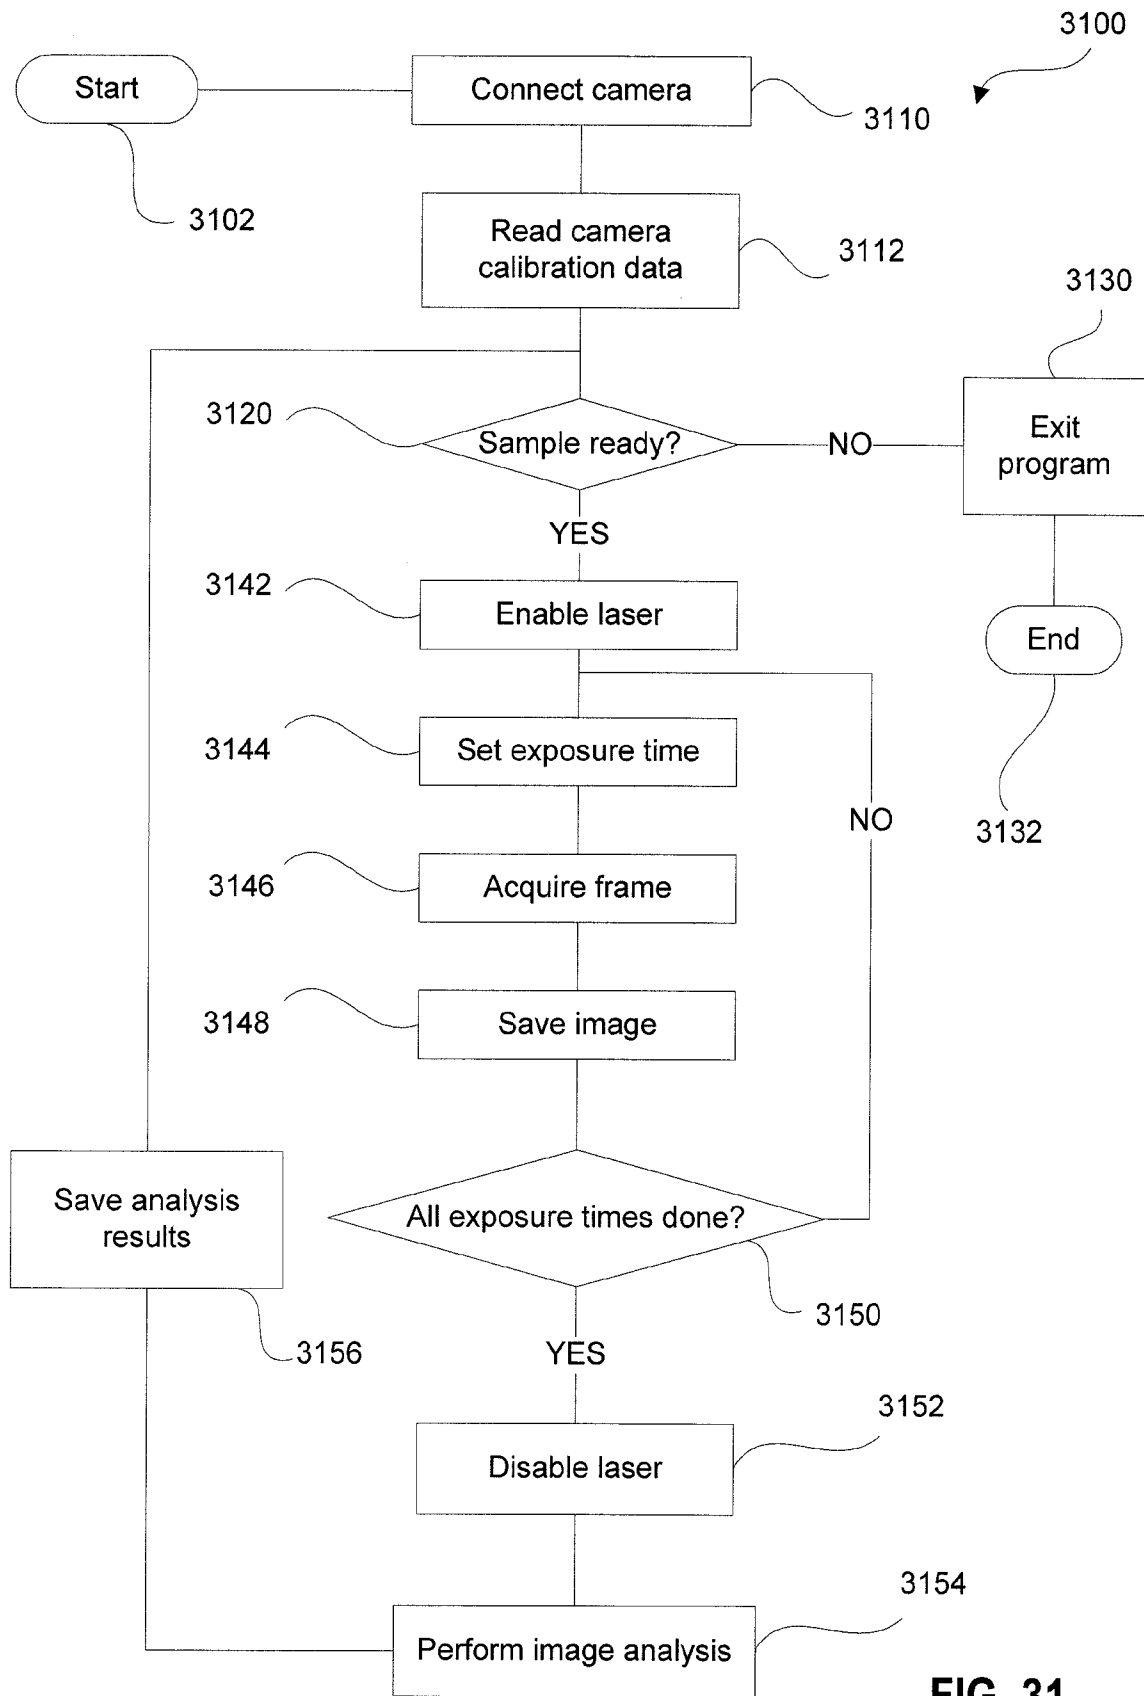 3100
Start
Connect camera
3110
3102
Read camera
calibration data
3112
3130
3120
Sample ready?
NO
Exit
program
YES
3142
Enable laser
End
3144
Set exposure time
NO
3132
3146
Acquire frame
3148
Save image
Save analysis
results
All exposure times done?
3150
3156
YES
3152
Disable laser
3154
Perform image analysis
FIG. 31